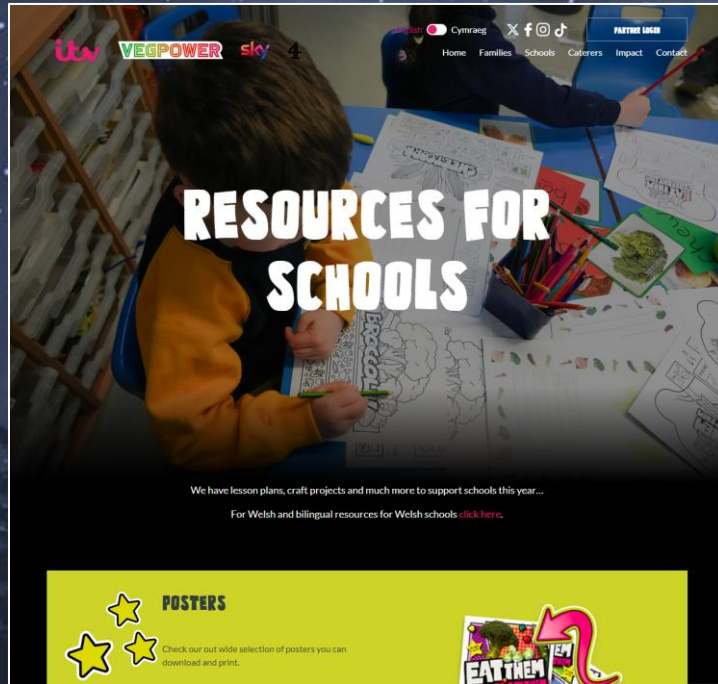 English Cymraeg PARTNER LOGIN
itv VEGPOWER sky 4
Home Families Schools Caterers Impact Contact
RESOURCES FOR
SCHOOLS
BROCCOLI
We have lesson plans, craft projects and much more to support schools this year...
For Welsh and bilingual resources for Welsh schools click here.
POSTERS
Check our out wide selection of posters you can
download and print.
EAT THEM